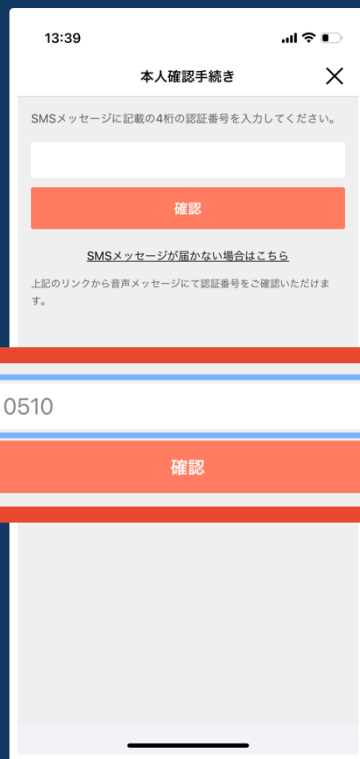 13:39
本人確認手続き
SMSメッセージに記載の4桁の認証番号を入力してください。
確認
SMSメッセージが届かない場合はこちら
上記のリンクから音声メッセージにて認証番号をご確認いただけま
す。
0510
確認